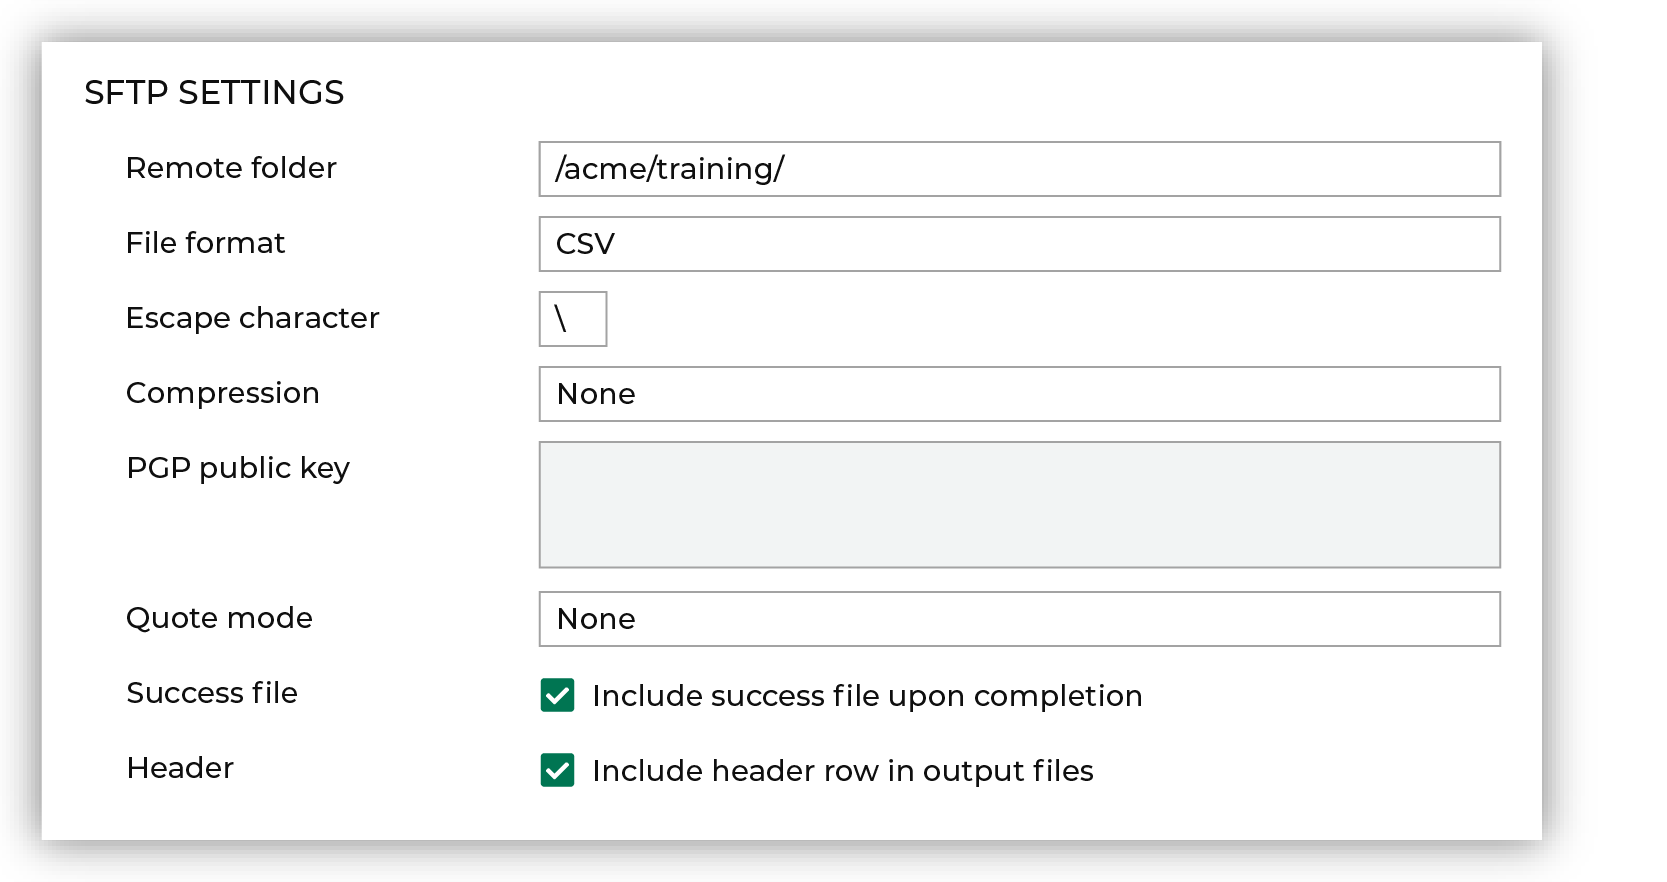 SFTP SETTINGS
Remote folder /acme/training/
File format CSV
Escape character \
Compression None
PGP public key
Quote mode None
Success file Include success file upon completion
Header Include header row in output files